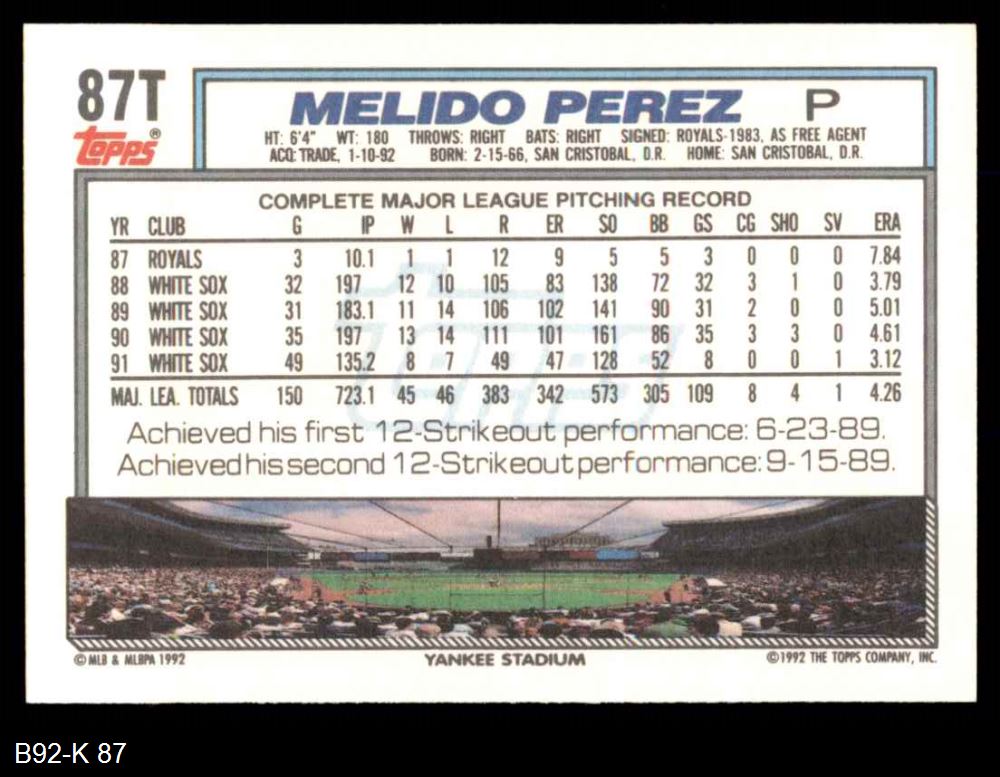 87T
Topps®
MELIDO PEREZ P
HT: 6'4" WT: 180 THROWS: RIGHT BATS: RIGHT SIGNED: ROYALS-1983, AS FREE AGENT
ACQ: TRADE, 1-10-92 BORN: 2-15-66, SAN CRISTOBAL, D.R. HOME: SAN CRISTOBAL, D.R.
COMPLETE MAJOR LEAGUE PITCHING RECORD
YR CLUB G IP W L R ER SO BB GS CG SHO SV ERA
87 ROYALS 3 10.1 1 1 12 9 5 5 3 0 0 0 7.84
88 WHITE SOX 32 197 12 10 105 83 138 72 32 3 1 0 3.79
89 WHITE SOX 31 183.1 11 14 106 102 141 90 31 2 0 0 5.01
90 WHITE SOX 35 197 13 14 111 101 161 86 35 3 3 0 4.61
91 WHITE SOX 49 135.2 8 7 49 47 128 52 8 0 0 1 3.12
MAJ. LEA. TOTALS 150 723.1 45 46 383 342 573 305 109 8 4 1 4.26
Achieved his first 12-Strikeout performance: 6-23-89.
Achieved his second 12-Strikeout performance: 9-15-89.
© MLB & MLBPA 1992 YANKEE STADIUM ©1992 THE TOPPS COMPANY, INC.
B92-K 87